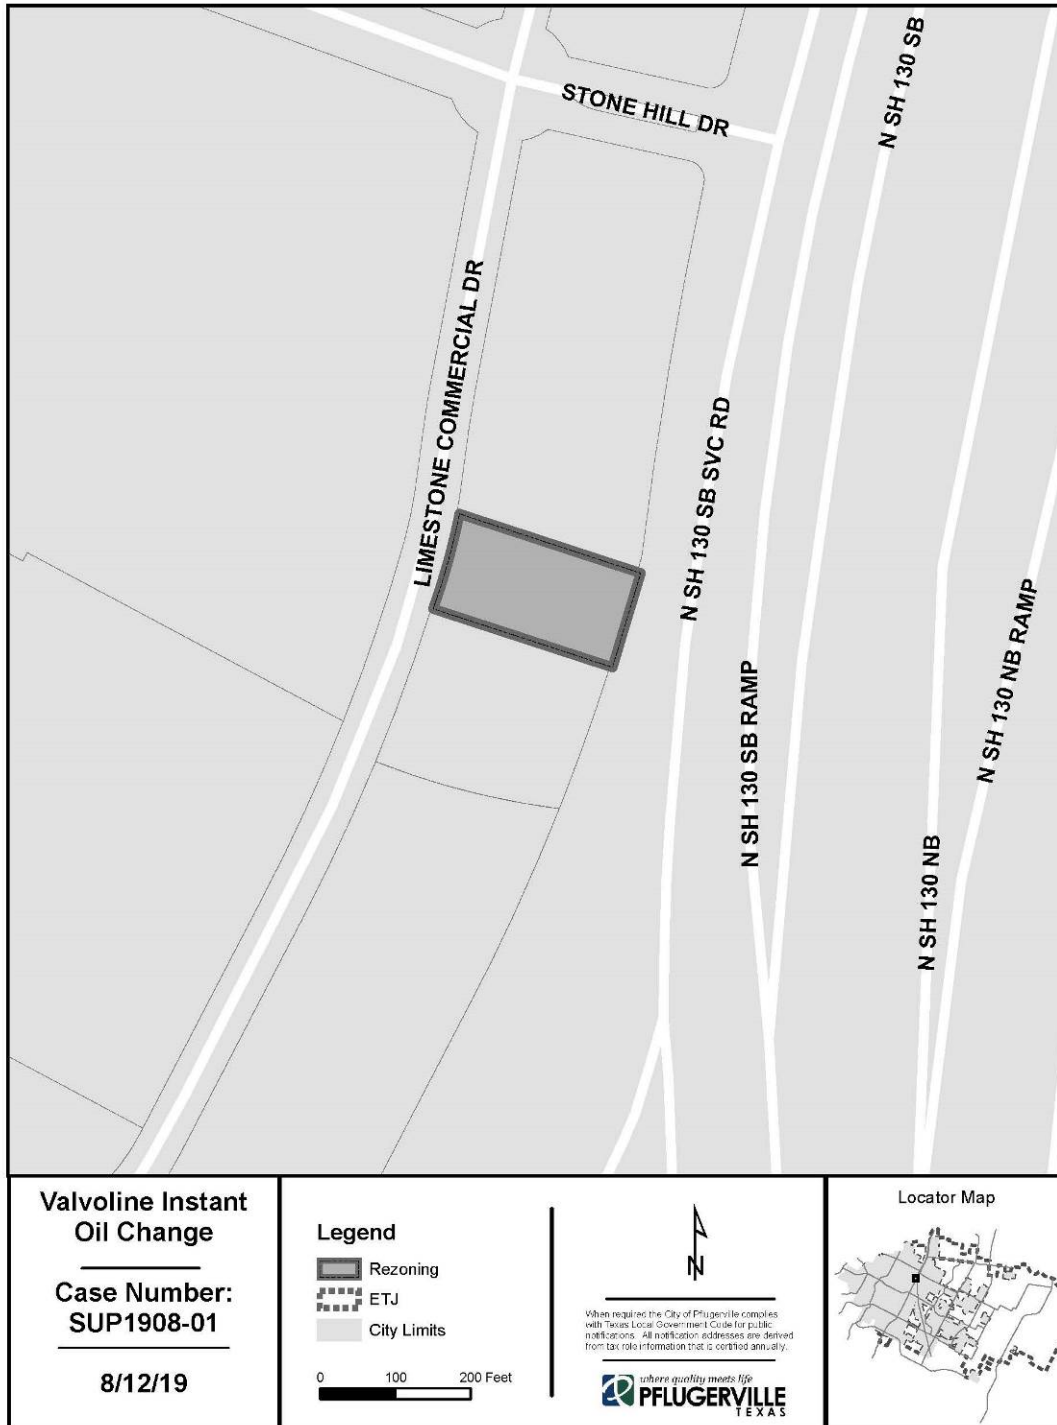 STONE HILL DR
N SH 130 SB
LIMESTONE COMMERCIAL DR
N SH 130 SB SVC RD
N SH 130 SB RAMP
N SH 130 NB RAMP
N SH 130 NB
Valvoline Instant
Oil Change
Case Number:
SUP1908-01
8/12/19
Legend
Rezoning
ETJ
City Limits
0 100 200 Feet
N
When required the City of Pflugerville complies
with Texas Local Government Code for public
notifications. All notification addresses are derived
from tax role information that is certified annually.
where quality meets life
PFLUGERVILLE
TEXAS
Locator Map